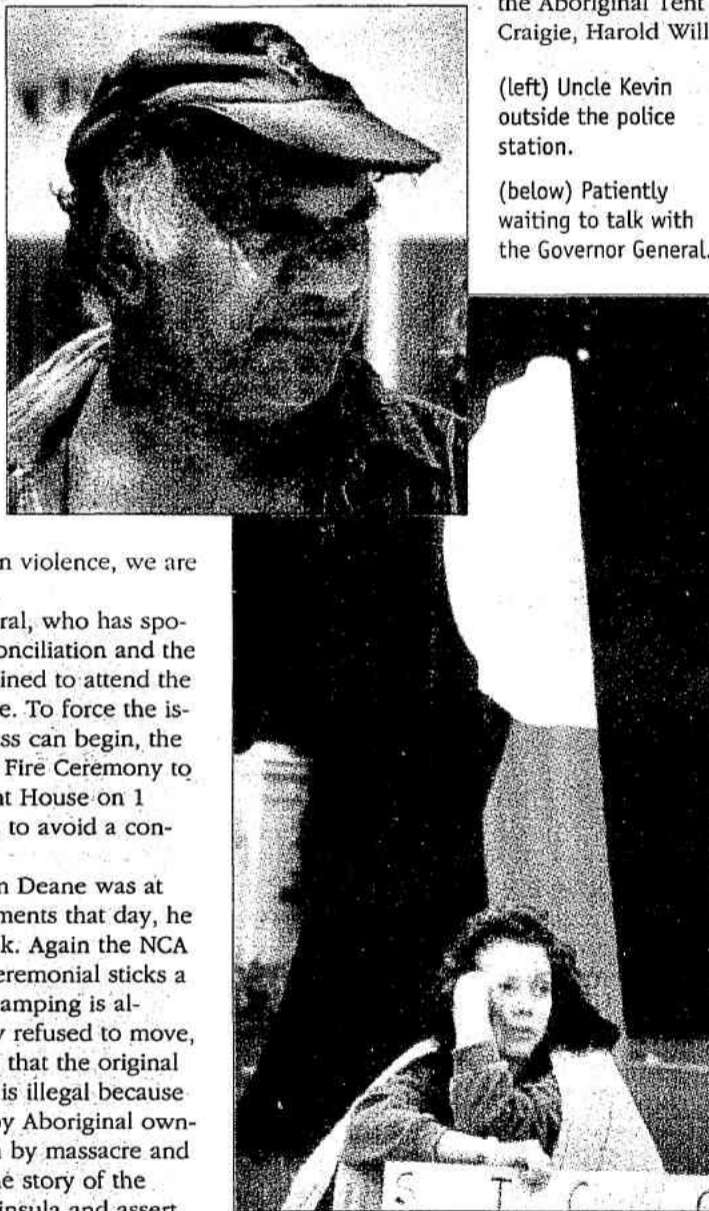 the Aboriginal Tent
Craigie, Harold Will
(left) Uncle Kevin
outside the police
station.
(below) Patiently
waiting to talk with
the Governor General.
n violence, we are
ral, who has spo-
onciliation and the
ined to attend the
e. To force the is-
ss can begin, the
Fire Ceremony to
nt House on 1
to avoid a con-
n Deane was at
ments that day, he
k. Again the NCA
eremonial sticks a
amping is al-
y refused to move,
that the original
is illegal because
by Aboriginal own-
n by massacre and
e story of the
insula and assert
S T